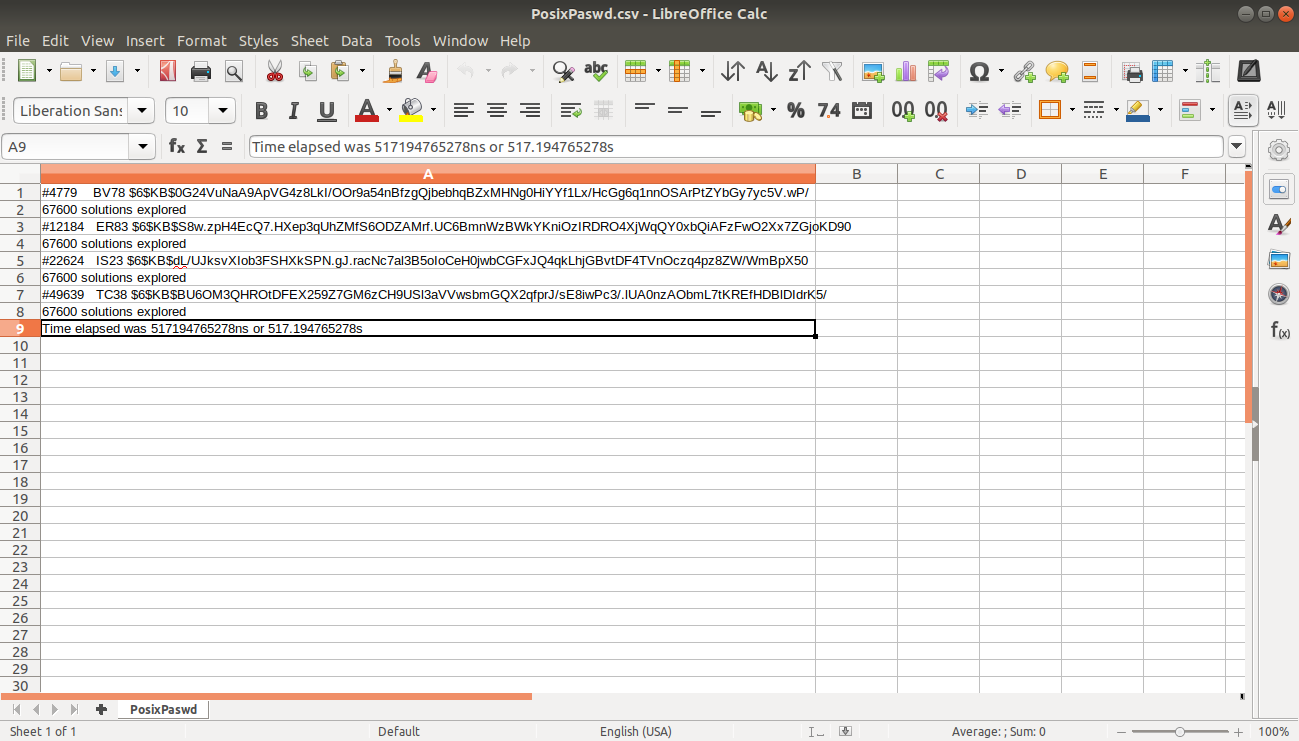 PosixPaswd.csv - LibreOffice Calc
File Edit View Insert Format Styles Sheet Data Tools Window Help
Liberation Sans 10
A9 Time elapsed was 517194765278ns or 517.194765278s
A B C D E F
1 #4779 BV78 $6$KB$0G24VuNaA9ApVG4z8LkI/OOr9a54nBfzgQjbebhqBZxMHNg0HiYYf1Lx/HcGg6q1nnOSArPtZYbGy7yc5V.wP/
2 67600 solutions explored
3 #12184 ER83 $6$KB$S8w.zpH4EcQ7.HXep3qUhZMfS6ODZAMrf.UC6BmnWzBWkYKniOzIRDRO4XjWqQY0xbQiAFzFwO2Xx7ZGjoKD90
4 67600 solutions explored
5 #22624 IS23 $6$KB$dL/UJksvXIob3FSHXkSPN.gJ.racNc7al3B5oIoCeH0jwbCGFxJQ4qkLhjGBvtDF4TVnOczq4pz8ZW/WmBpX50
6 67600 solutions explored
7 #49639 TC38 $6$KB$BU6OM3QHROtDFEX259Z7GM6zCH9USI3aVVwsbmGQX2qfprJ/sE8iwPc3/.lUA0nzAObmL7tKREfHDBIDIdrK5/
8 67600 solutions explored
9 Time elapsed was 517194765278ns or 517.194765278s
10
11
12
13
14
15
16
17
18
19
20
21
22
23
24
25
26
27
28
29
30
PosixPaswd
Sheet 1 of 1 Default English (USA) Average: ; Sum: 0 100%